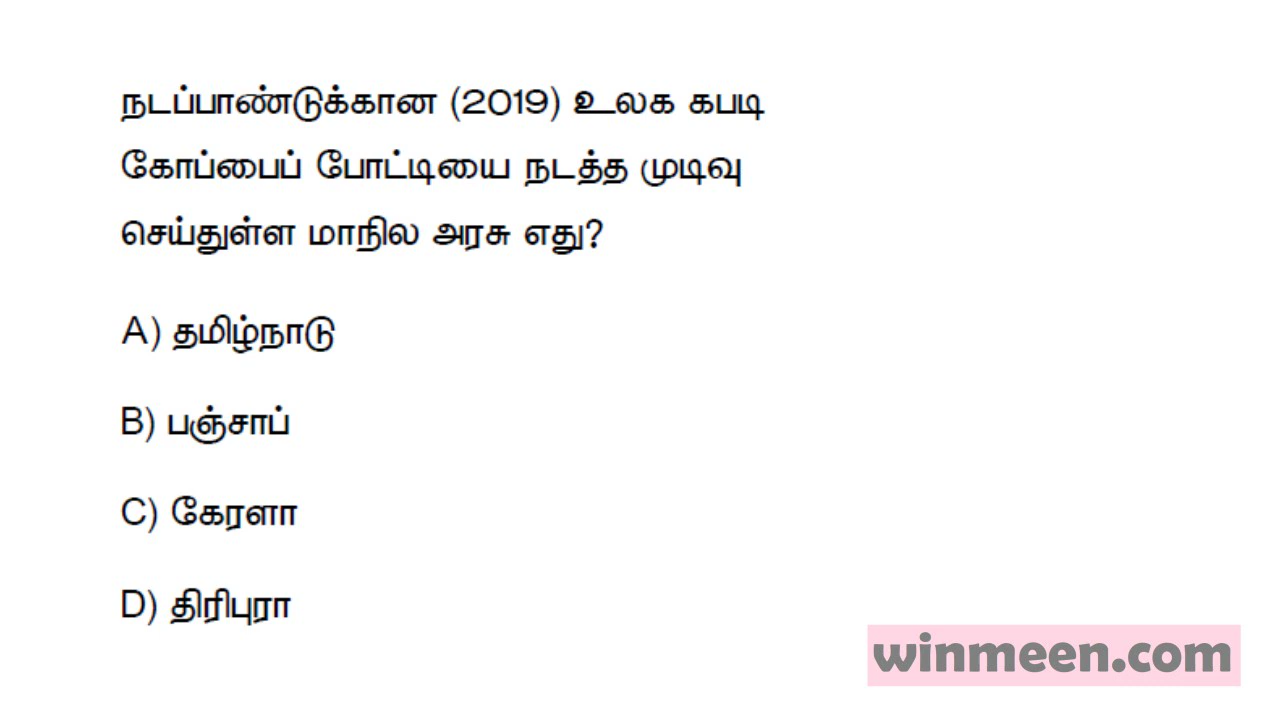 நடப்பாண்டுக்கான (2019) உலக கபடி
கோப்பைப் போட்டியை நடத்த முடிவு
செய்துள்ள மாநில அரசு எது?
A) தமிழ்நாடு
B) பஞ்சாப்
C) கேரளா
D) திரிபுரா
winmeen.com